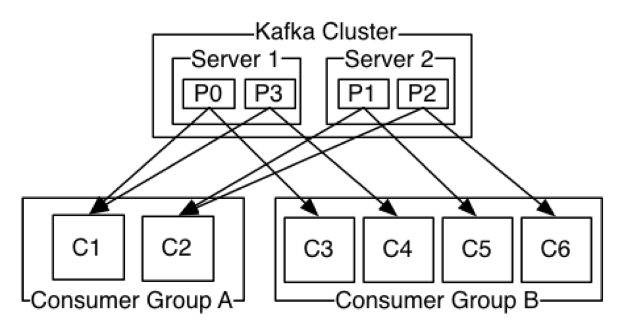 Kafka Cluster
Server 1
Server 2
P0
P3
P1
P2
C1
C2
C3
C4
C5
C6
Consumer Group A
Consumer Group B